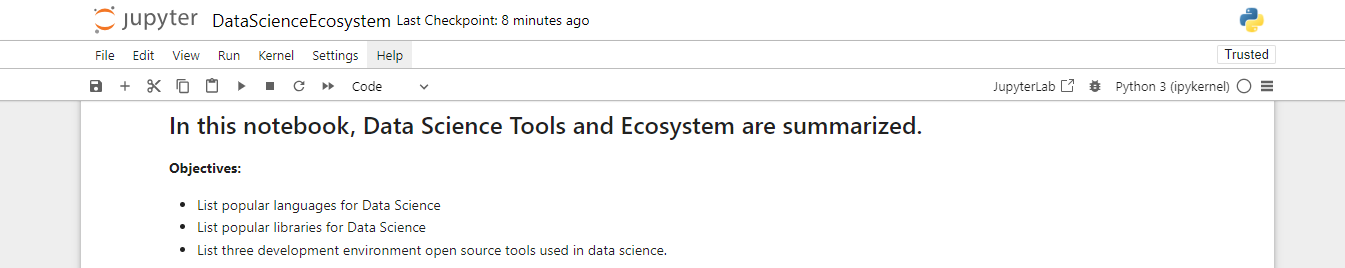 jupyter DataScienceEcosystem Last Checkpoint: 8 minutes ago
File Edit View Run Kernel Settings Help Trusted
Code JupyterLab Python 3 (ipykernel)
In this notebook, Data Science Tools and Ecosystem are summarized.
Objectives:
• List popular languages for Data Science
• List popular libraries for Data Science
• List three development environment open source tools used in data science.